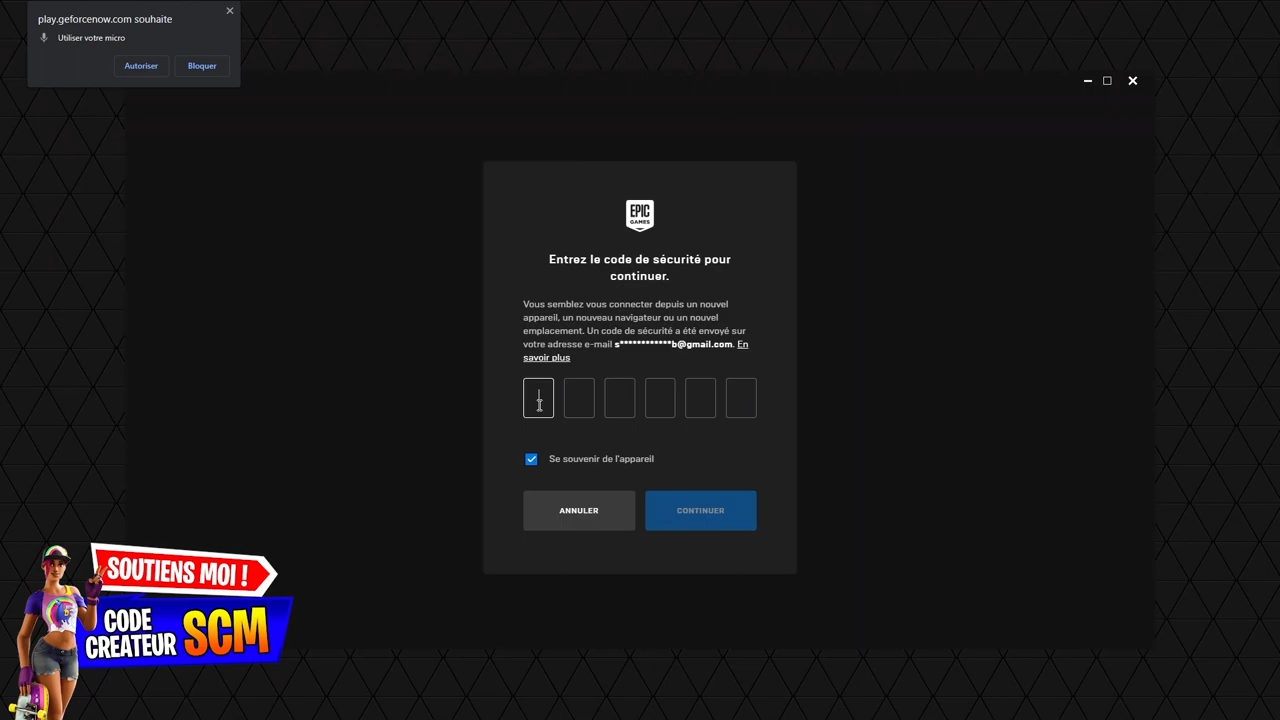 play.geforcenow.com souhaite
Utiliser votre micro
Autoriser
Bloquer
EPIC
GAMES
Entrez le code de sécurité pour
continuer.
Vous semblez vous connecter depuis un nouvel
appareil, un nouveau navigateur ou un nouvel
emplacement. Un code de sécurité a été envoyé sur
votre adresse e-mail s************b@gmail.com. En
savoir plus
Se souvenir de l'appareil
ANNULER
CONTINUER
SOUTIENS MOI !
CODE
CREATEUR SCM